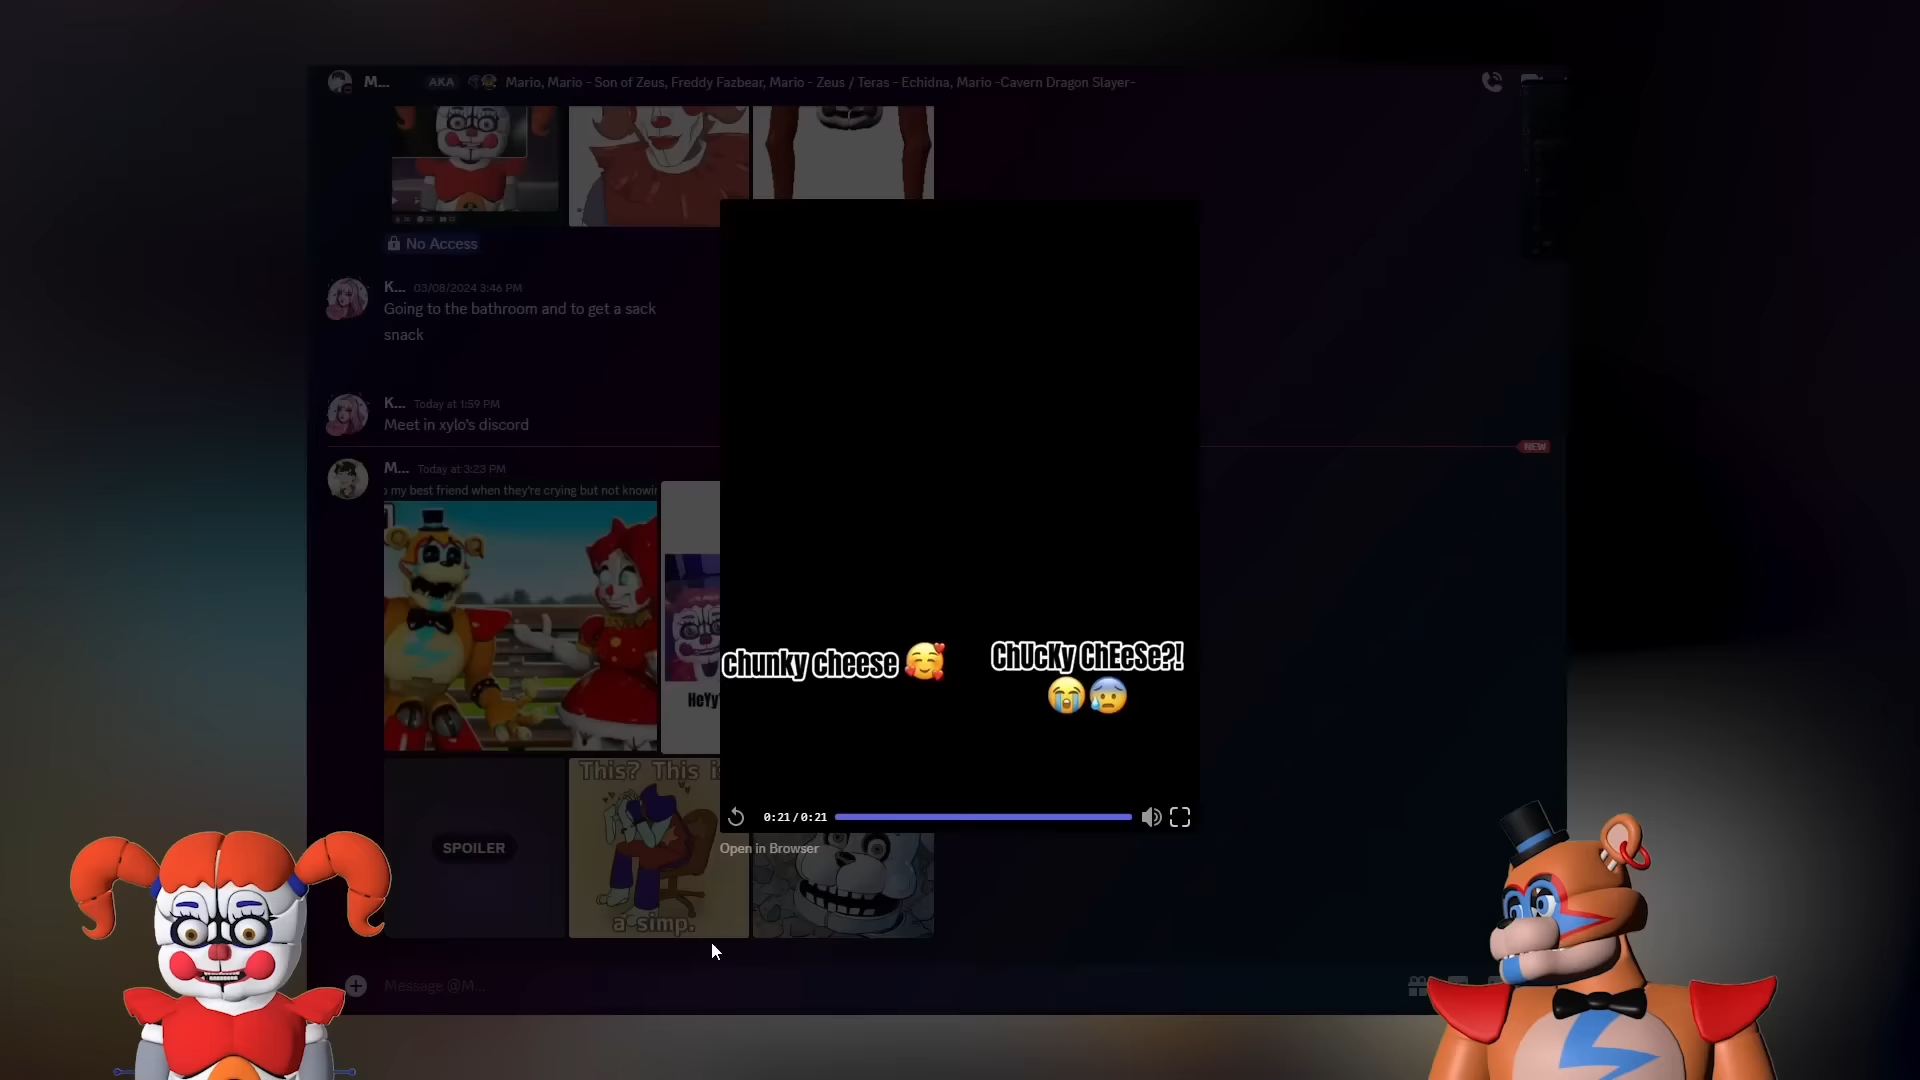 M...
AKA
Mario, Mario - Son of Zeus, Freddy Fazbear, Mario - Zeus / Teras - Echidna, Mario -Cavern Dragon Slayer-
No Access
K... 03/08/2024 3:46 PM
Going to the bathroom and to get a sack
snack
K... Today at 1:59 PM
Meet in xylo's discord
NEW
M... Today at 3:23 PM
my best friend when they're crying but not knowi
HeYy
chunky cheese 🥰
ChUcKy ChEeSe?!
😭😰
0:21/0:21
Open in Browser
SPOILER
This? This i
a simp.
Message @M...